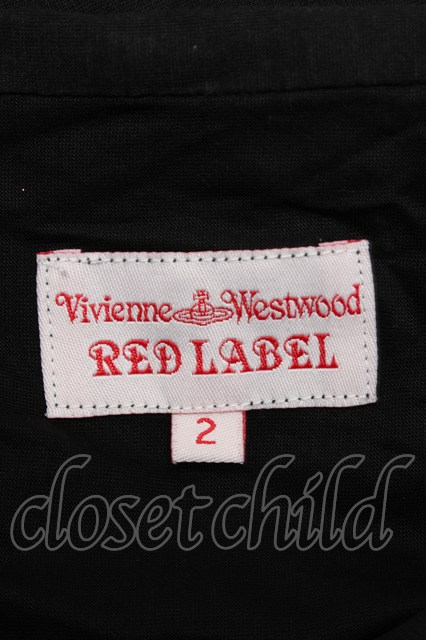 Vivienne Westwood
RED LABEL
2
closet child